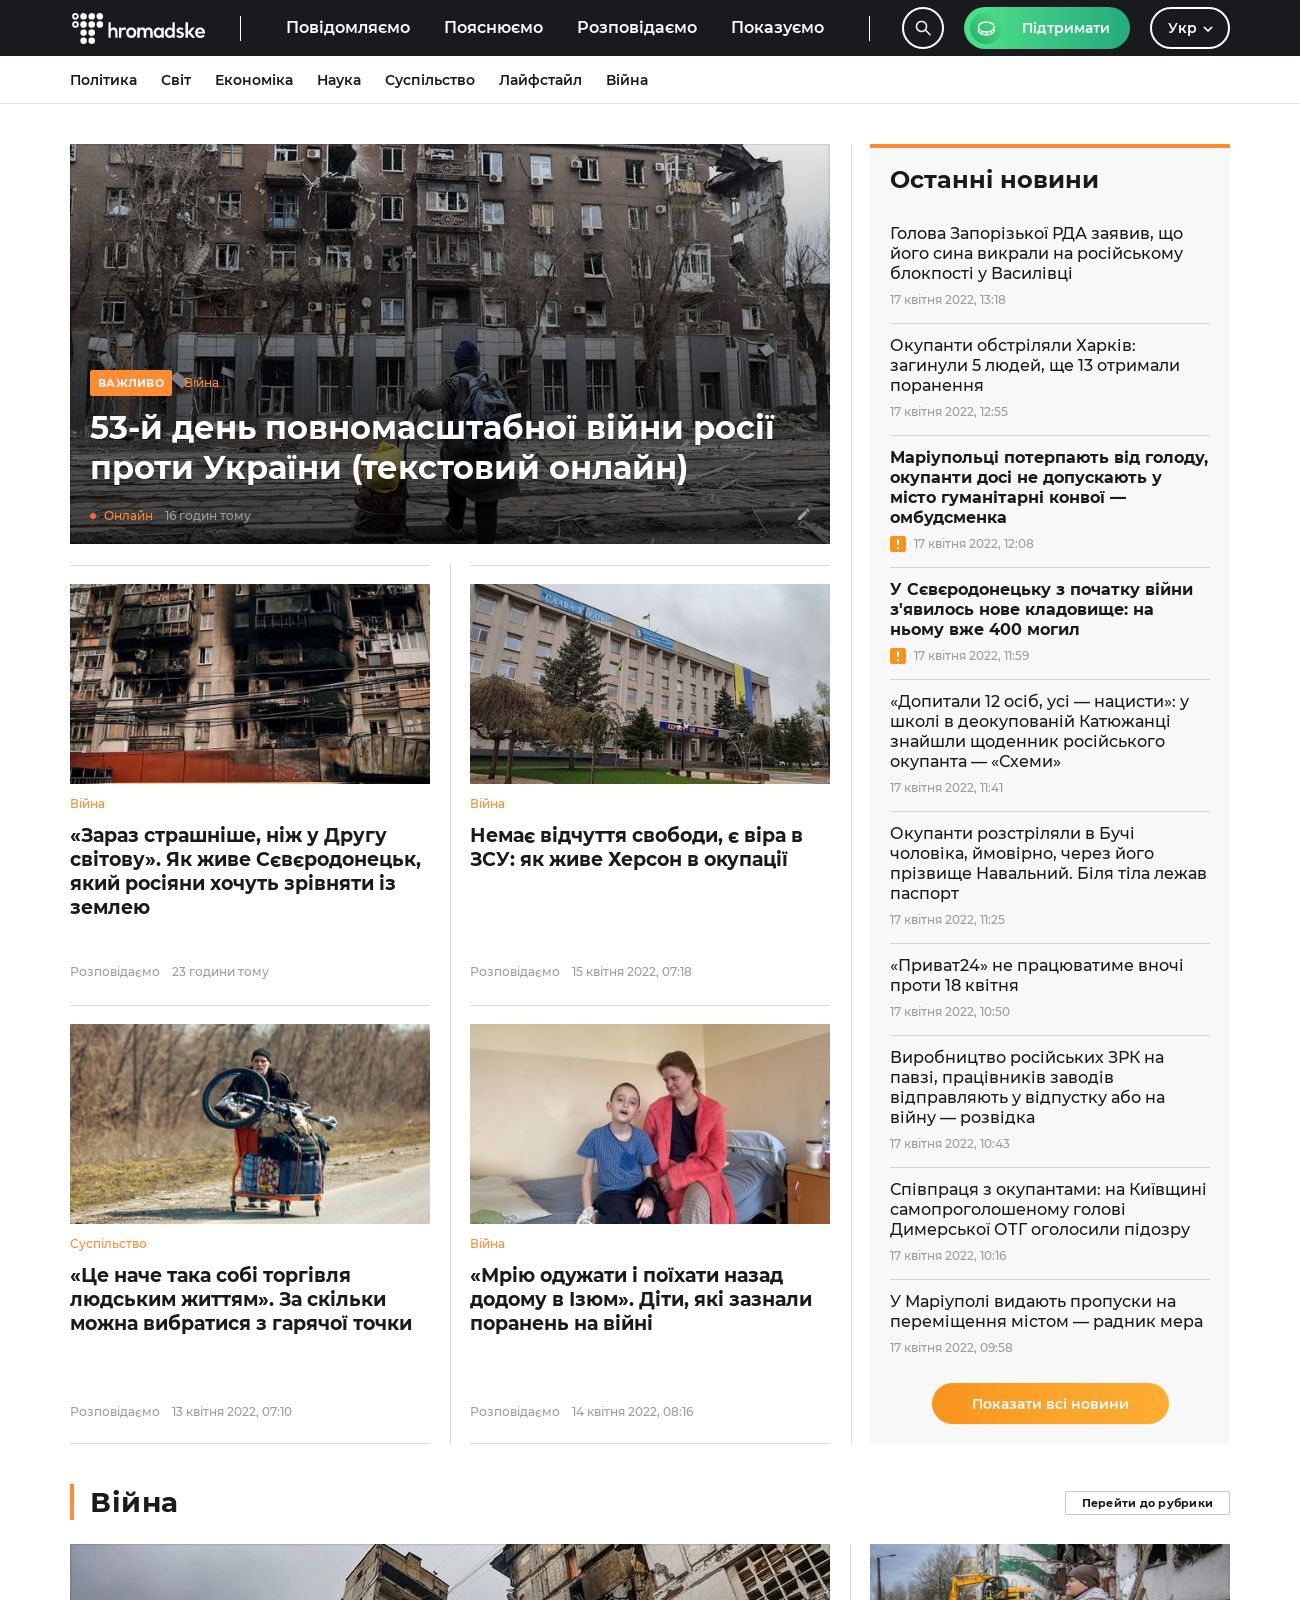 hromadske
Повідомляємо
Пояснюємо
Розповідаємо
Показуємо
Підтримати
Укр
Політика
Світ
Економіка
Наука
Суспільство
Лайфстайл
Війна
ВАЖЛИВО
Війна
53-й день повномасштабної війни росії
проти України (текстовий онлайн)
Онлайн
16 годин тому
Війна
«Зараз страшніше, ніж у Другу
світову». Як живе Сєвєродонецьк,
який росіяни хочуть зрівняти із
землею
Розповідаємо
23 години тому
СЛАВА УКРАЇНІ
Війна
Немає відчуття свободи, є віра в
ЗСУ: як живе Херсон в окупації
Розповідаємо
15 квітня 2022, 07:18
Суспільство
«Це наче така собі торгівля
людським життям». За скільки
можна вибратися з гарячої точки
Розповідаємо
13 квітня 2022, 07:10
Війна
«Мрію одужати і поїхати назад
додому в Ізюм». Діти, які зазнали
поранень на війні
Розповідаємо
14 квітня 2022, 08:16
Останні новини
Голова Запорізької РДА заявив, що
його сина викрали на російському
блокпості у Василівці
17 квітня 2022, 13:18
Окупанти обстріляли Харків:
загинули 5 людей, ще 13 отримали
поранення
17 квітня 2022, 12:55
Маріупольці потерпають від голоду,
окупанти досі не допускають у
місто гуманітарні конвої —
омбудсменка
17 квітня 2022, 12:08
У Сєвєродонецьку з початку війни
з'явилось нове кладовище: на
ньому вже 400 могил
17 квітня 2022, 11:59
«Допитали 12 осіб, усі — нацисти»: у
школі в деокупованій Катюжанці
знайшли щоденник російського
окупанта — «Схеми»
17 квітня 2022, 11:41
Окупанти розстріляли в Бучі
чоловіка, ймовірно, через його
прізвище Навальний. Біля тіла лежав
паспорт
17 квітня 2022, 11:25
«Приват24» не працюватиме вночі
проти 18 квітня
17 квітня 2022, 10:50
Виробництво російських ЗРК на
павзі, працівників заводів
відправляють у відпустку або на
війну — розвідка
17 квітня 2022, 10:43
Співпраця з окупантами: на Київщині
самопроголошеному голові
Димерської ОТГ оголосили підозру
17 квітня 2022, 10:16
У Маріуполі видають пропуски на
переміщення містом — радник мера
17 квітня 2022, 09:58
Показати всі новини
Війна
Перейти до рубрики